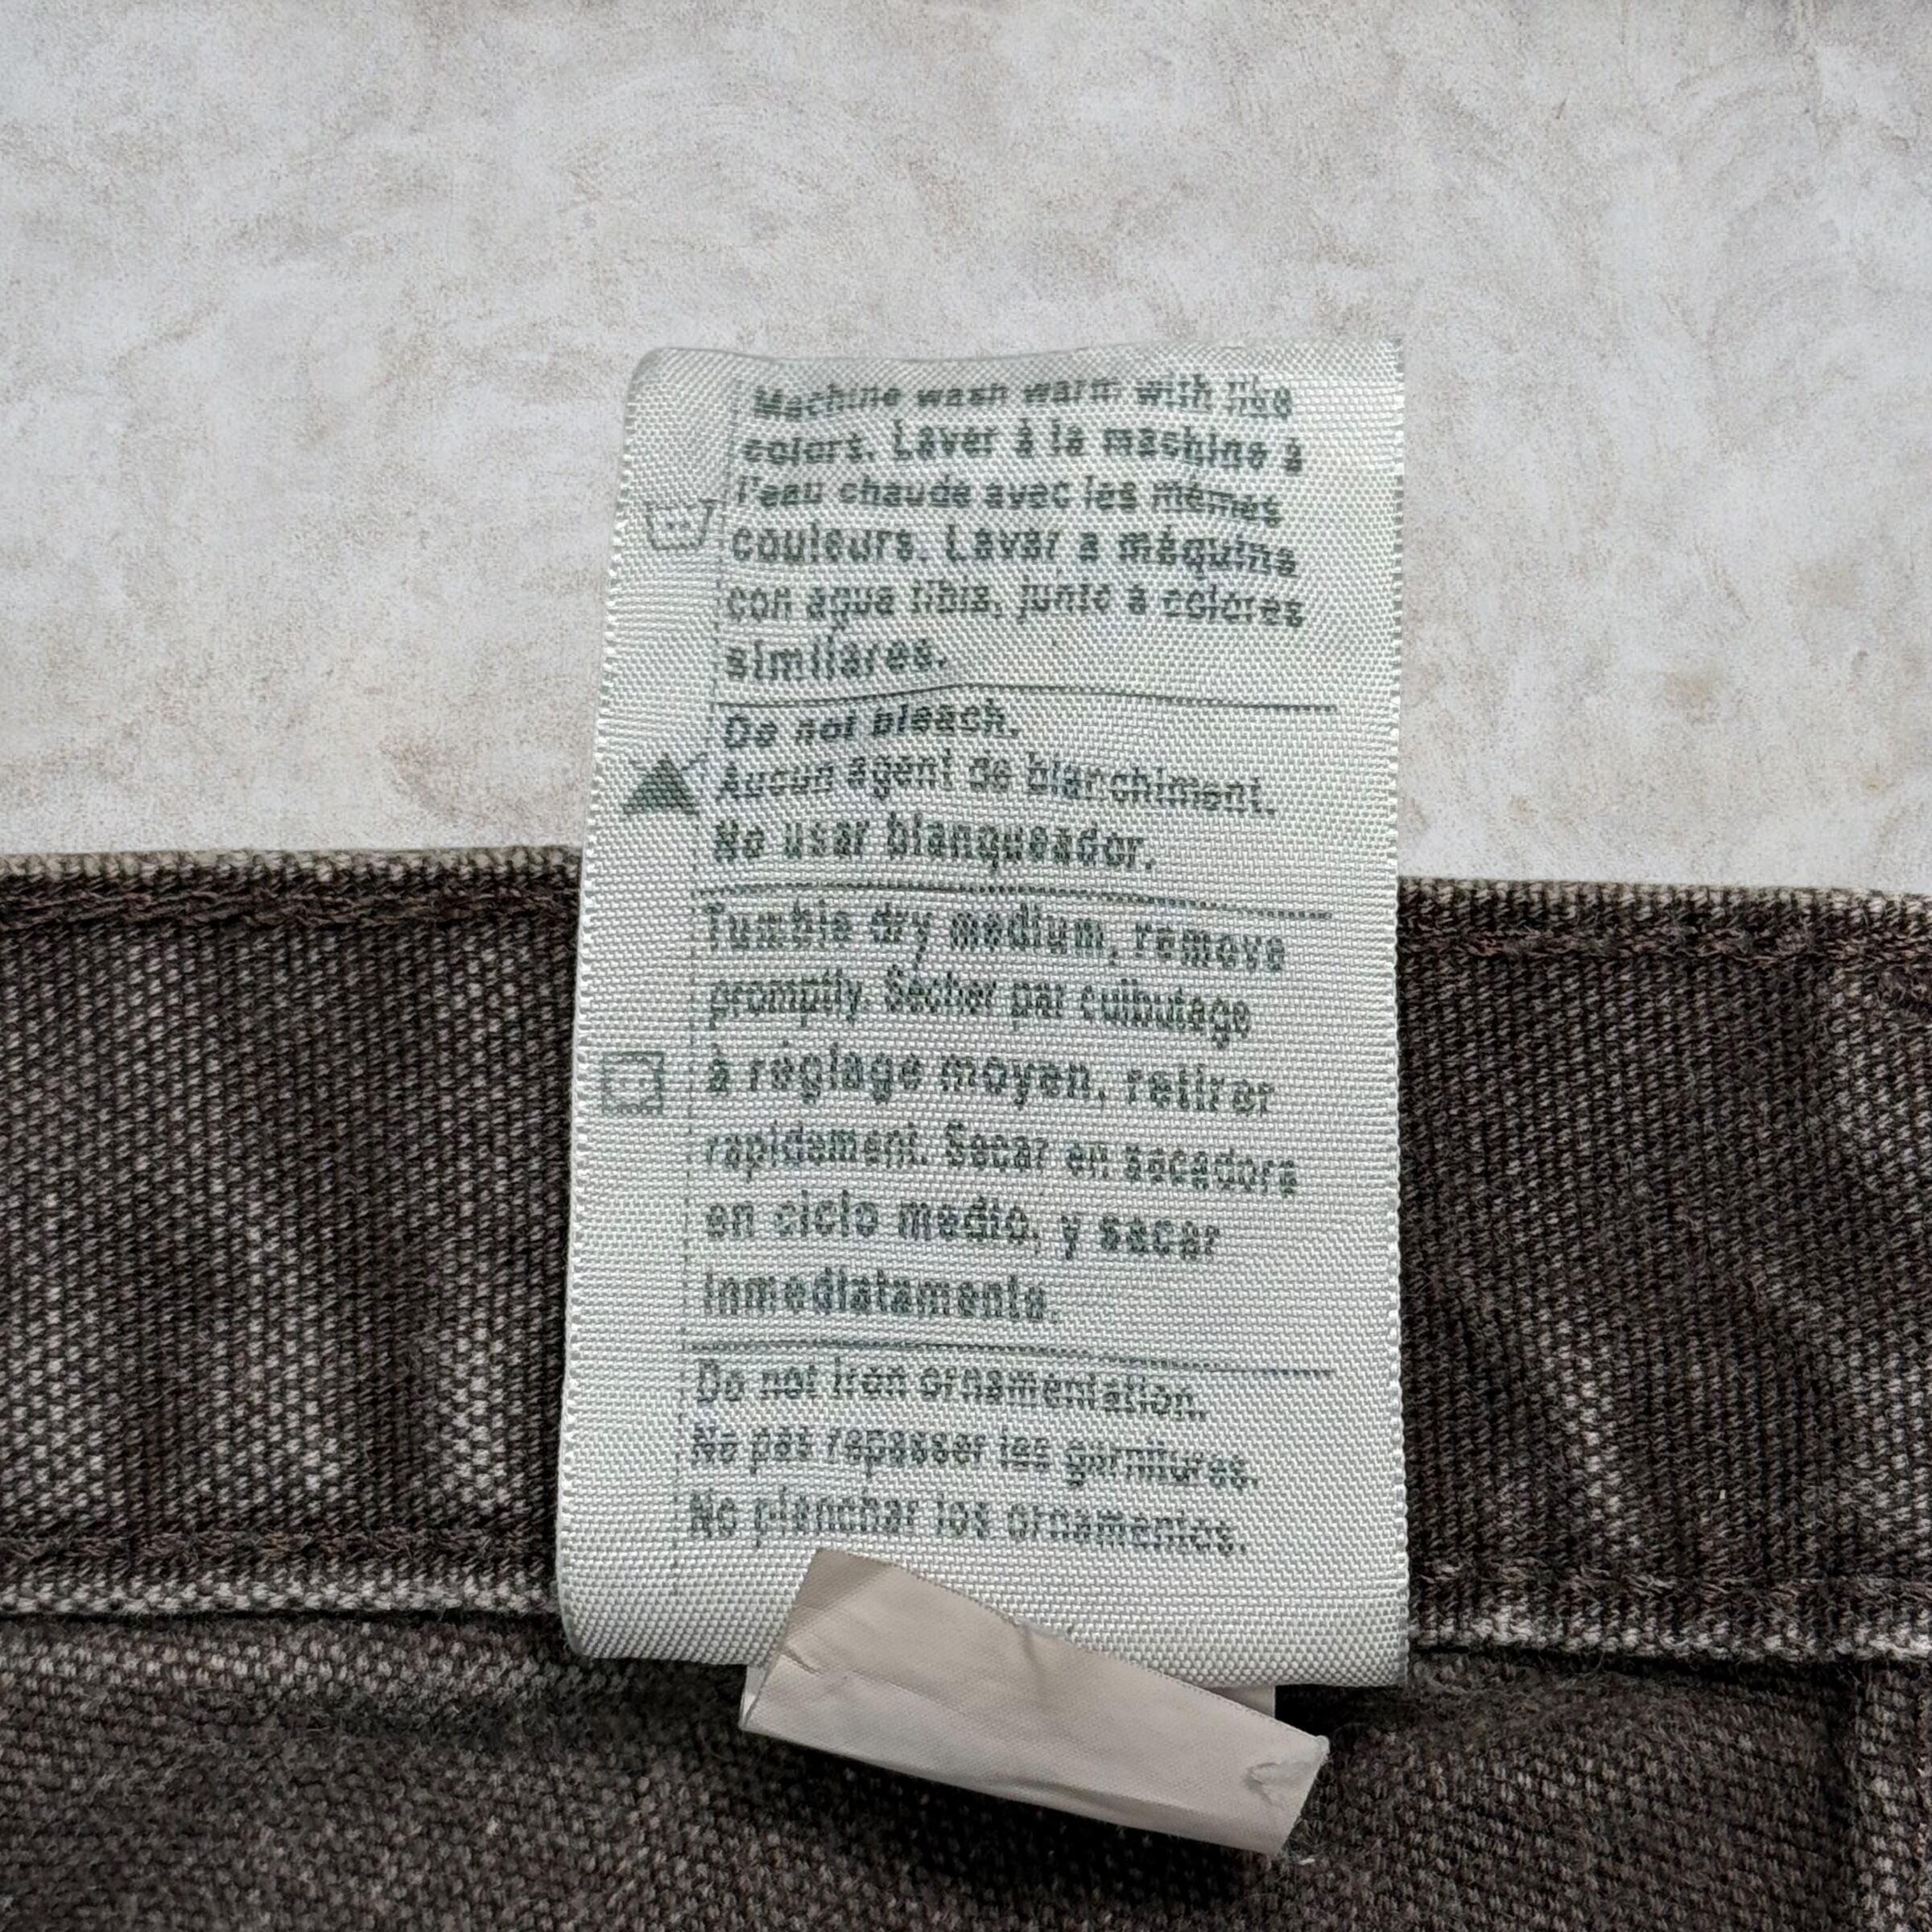 Machine wash warm with like
colors. Laver à la machine à
l'eau chaude avec les mêmes
couleurs. Lavar a máquina
con agua tibia, junto a colores
similares.
Do not bleach.
Aucun agent de blanchiment.
No usar blanqueador.
Tumble dry medium, remove
promptly. Sécher par culbutage
à réglage moyen, retirer
rapidement. Secar en secadora
en ciclo medio, y sacar
inmediatamente.
Do not iron ornamentation.
Ne pas repasser les garnitures.
No planchar los ornamentos.